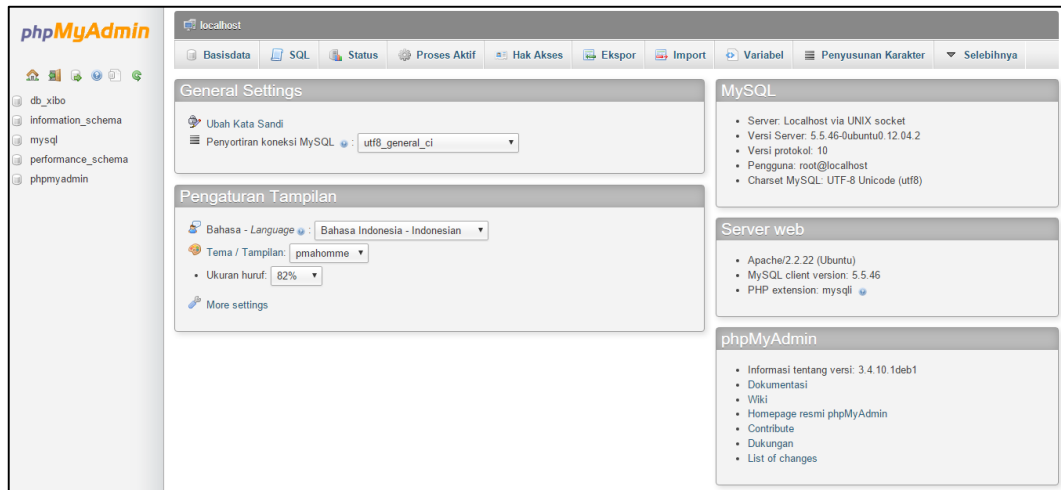 phpMyAdmin
db_xibo
information_schema
mysql
performance_schema
phpmyadmin
localhost
Basisdata SQL Status Proses Aktif Hak Akses Ekspor Import Variabel Penyusunan Karakter Selebihnya
General Settings
Ubah Kata Sandi
Penyortiran koneksi MySQL : utf8_general_ci
Pengaturan Tampilan
Bahasa - Language : Bahasa Indonesia - Indonesian
Tema / Tampilan: pmahomme
• Ukuran huruf: 82%
More settings
MySQL
• Server: Localhost via UNIX socket
• Versi Server: 5.5.46-0ubuntu0.12.04.2
• Versi protokol: 10
• Pengguna: root@localhost
• Charset MySQL: UTF-8 Unicode (utf8)
Server web
• Apache/2.2.22 (Ubuntu)
• MySQL client version: 5.5.46
• PHP extension: mysqli
phpMyAdmin
• Informasi tentang versi: 3.4.10.1deb1
• Dokumentasi
• Wiki
• Homepage resmi phpMyAdmin
• Contribute
• Dukungan
• List of changes